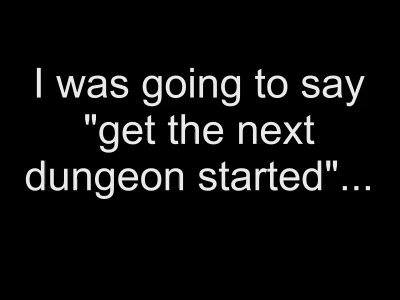 I was going to say
"get the next
dungeon started"...